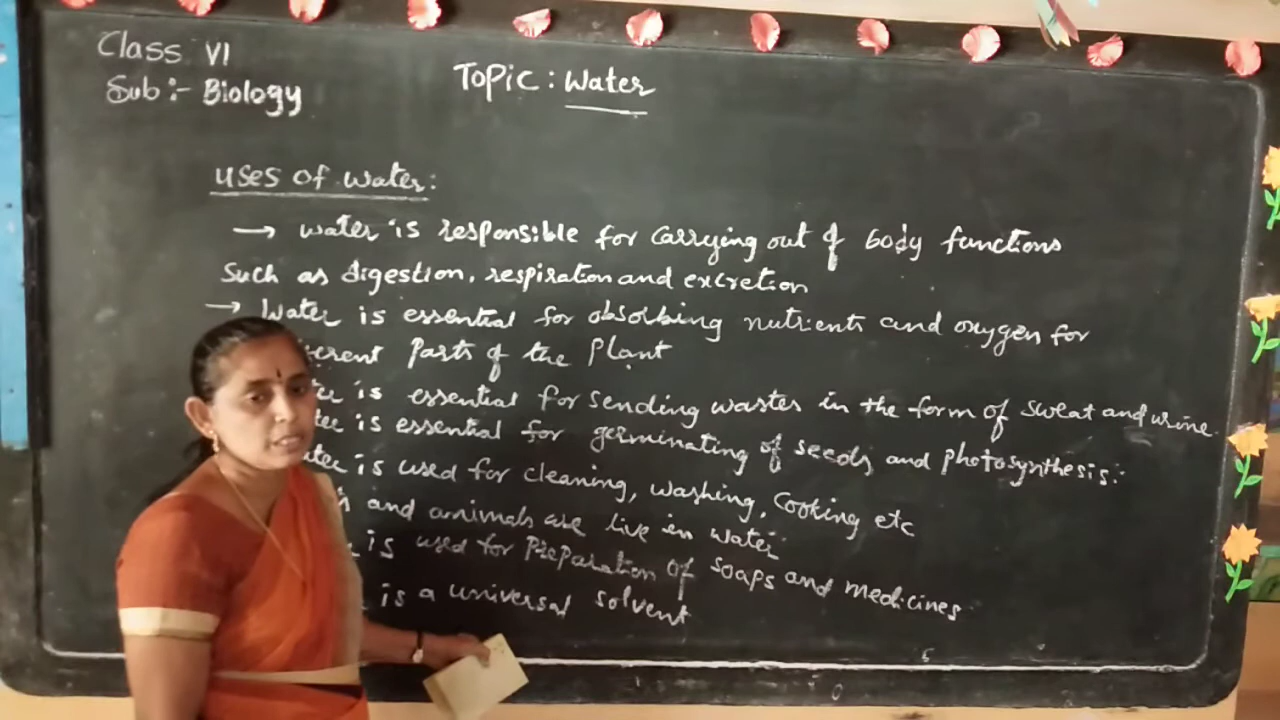 Class VI
Sub:- Biology
Topic: Water
uses of water:
→ water is responsible for carrying out of body functions
Such as digestion, respiration and excretion
→ Water is essential for absorbing nutrients and oxygen for
ferent parts of the plant
ter is essential for sending wastes in the form of sweat and urine.
ter is essential for germinating of seeds and photosynthesis.
ater is used for cleaning, washing, cooking etc
and animals are live in water
is used for preparation of soaps and medicines
is a universal solvent